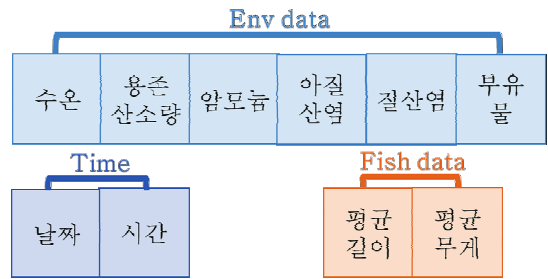 Env data
수온
용존
산소량
암모늄
아질
산염
질산염
부유
물
Time
날짜
시간
Fish data
평균
길이
평균
무게